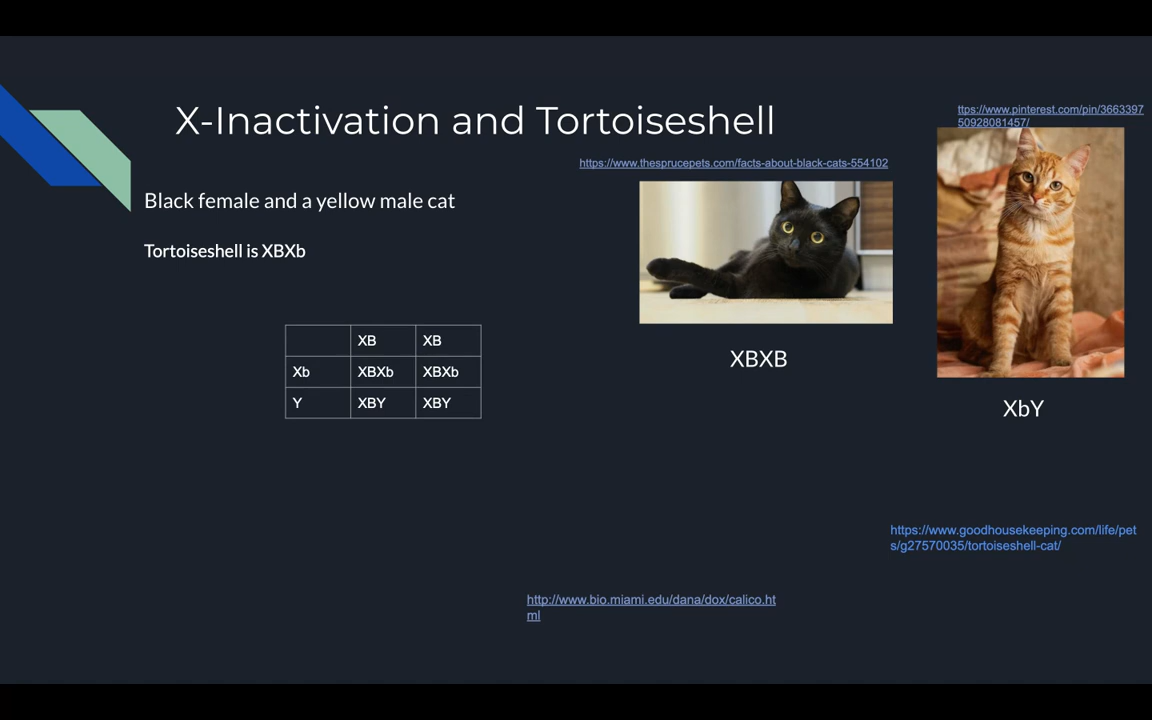 X-Inactivation and Tortoiseshell
ttps://www.pinterest.com/pin/3663397
50928081457/
https://www.thesprucepets.com/facts-about-black-cats-554102
Black female and a yellow male cat
Tortoiseshell is XBXb
XB XB
Xb XBXb XBXb
Y XBY XBY
XBXB
XbY
https://www.goodhousekeeping.com/life/pet
s/g27570035/tortoiseshell-cat/
http://www.bio.miami.edu/dana/dox/calico.ht
ml